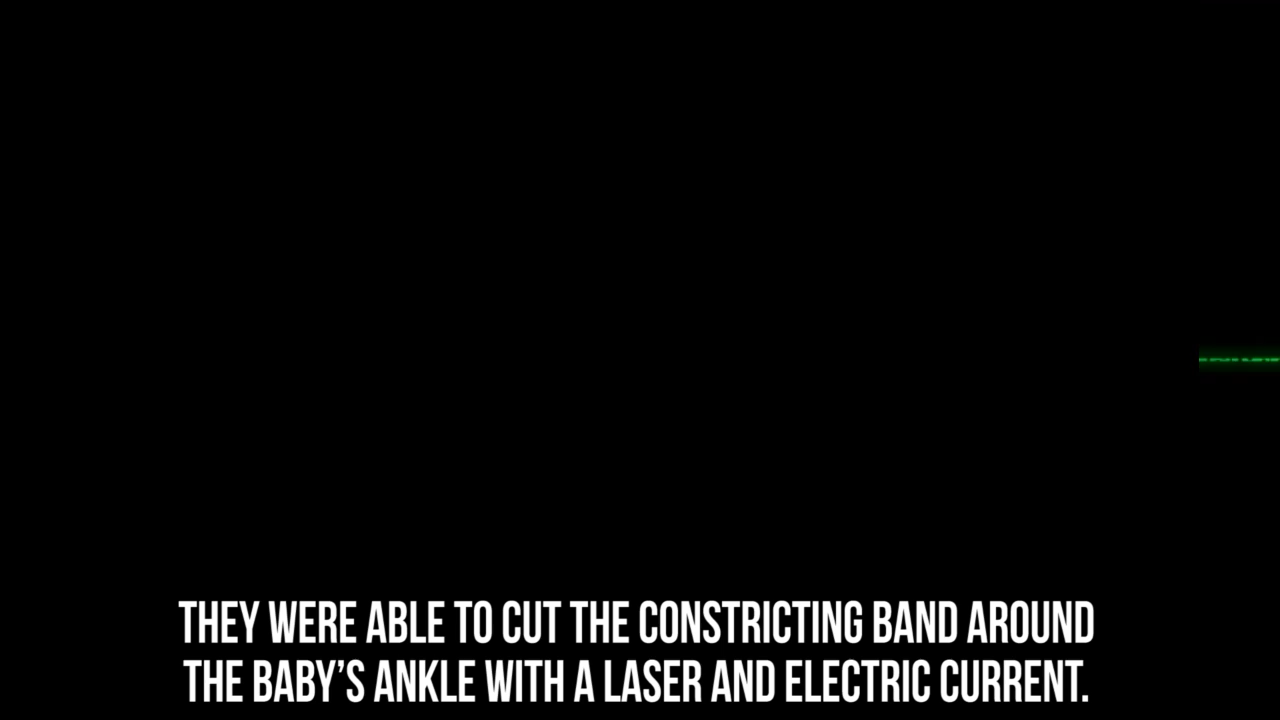 THEY WERE ABLE TO CUT THE CONSTRICTING BAND AROUND
THE BABY’S ANKLE WITH A LASER AND ELECTRIC CURRENT.